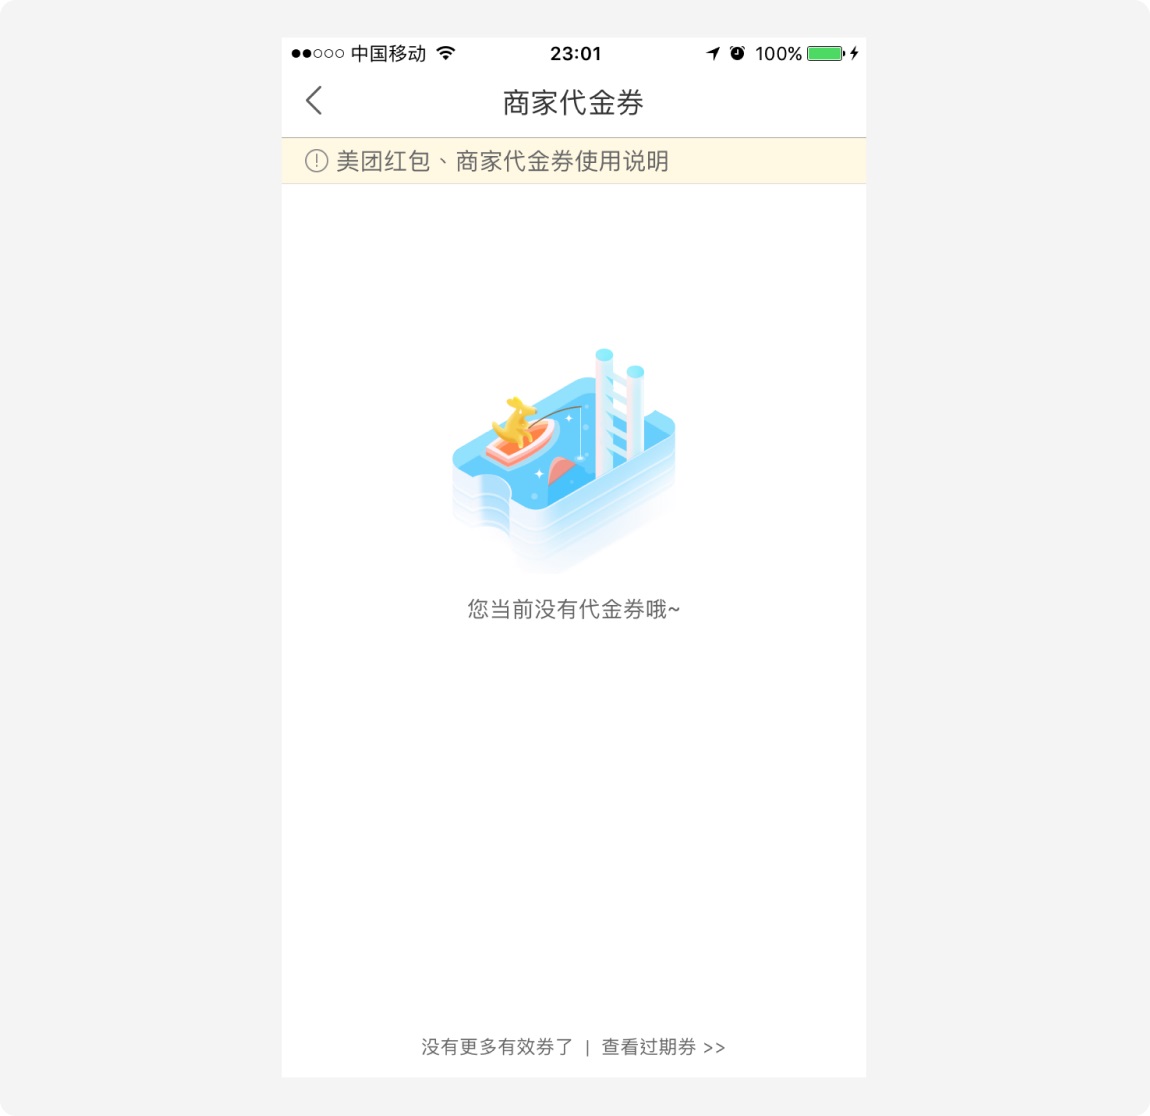 中国移动 23:01 100%
商家代金券
美团红包、商家代金券使用说明
您当前没有代金券哦~
没有更多有效券了 | 查看过期券 >>